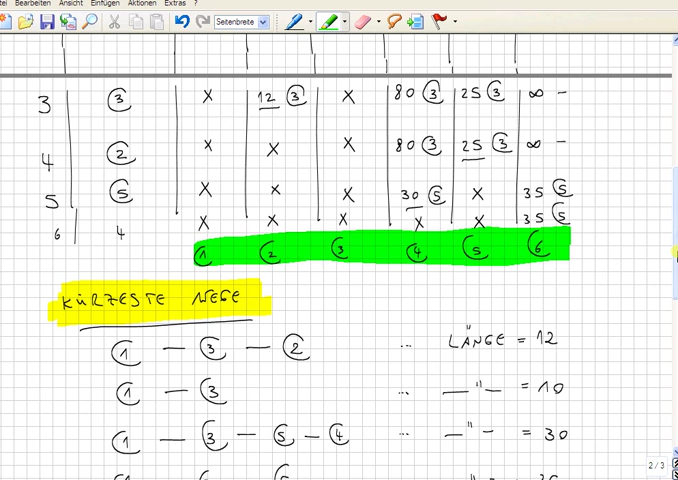 tei Bearbeiten Ansicht Einfügen Aktionen Extras ?
Seitenbreite
3 3 X 12 3 X 80 3 25 3 ∞ -
4 2 X X X 80 3 25 3 ∞ -
5 5 X X X 30 5 X 35 5
6 4 X X X X X 35 5
1 2 3 4 5 6
KÜRZESTE WEGE
1 — 3 — 2 ... LÄNGE = 12
1 — 3 ... —"— = 10
1 — 3 — 5 — 4 ... —"— = 30
2/3